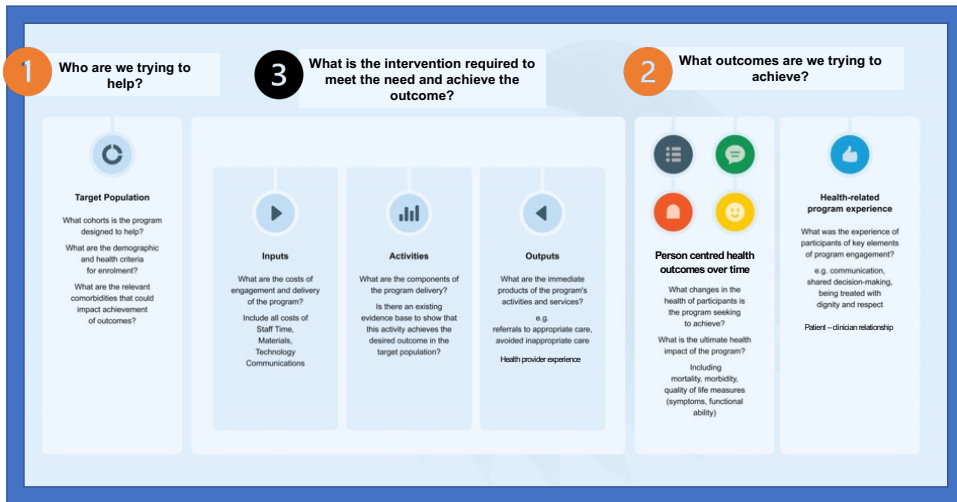 1
Who are we trying to
help?
3
What is the intervention required to
meet the need and achieve the
outcome?
2
What outcomes are we trying to
achieve?
Target Population
What cohorts is the program
designed to help?
What are the demographic
and health criteria
for enrolment?
What are the relevant
comorbidities that could
impact achievement
of outcomes?
Inputs
What are the costs of
engagement and delivery
of the program?
Include all costs of
Staff Time,
Materials,
Technology
Communications
Activities
What are the components of
the program delivery?
Is there an existing
evidence base to show that
this activity achieves the
desired outcome in the
target population?
Outputs
What are the immediate
products of the program's
activities and services?
e.g.
referrals to appropriate care,
avoided inappropriate care
Health provider experience
Person centred health
outcomes over time
What changes in the
health of participants is
the program seeking
to achieve?
What is the ultimate health
impact of the program?
Including
mortality, morbidity,
quality of life measures
(symptoms, functional
ability)
Health-related
program experience
What was the experience of
participants of key elements
of program engagement?
e.g. communication,
shared decision-making,
being treated with
dignity and respect
Patient – clinician relationship